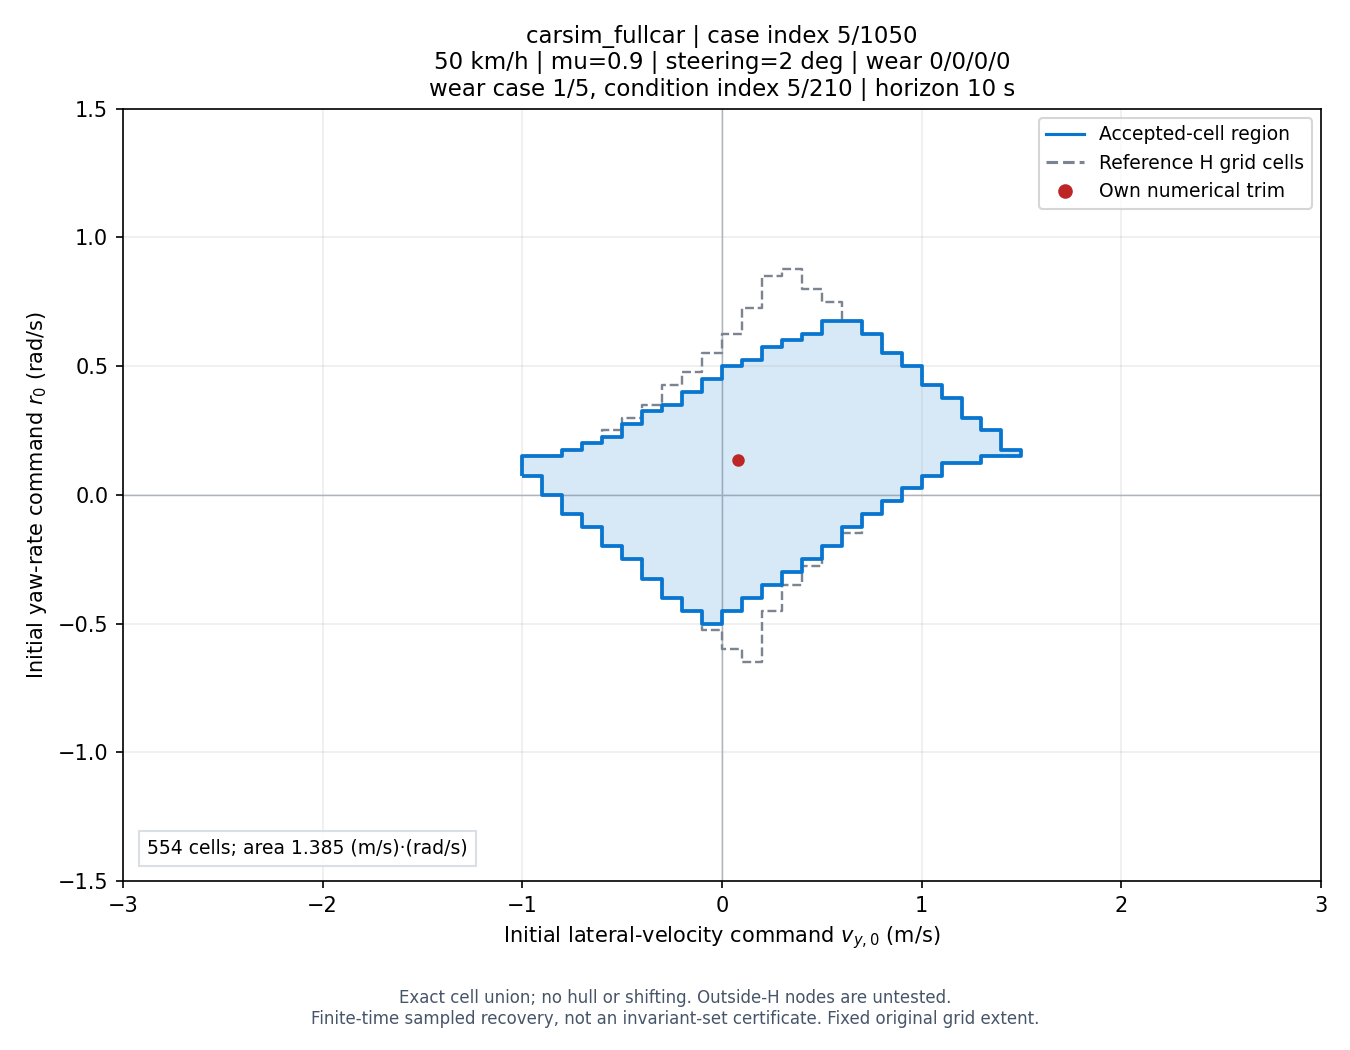 carsim_fullcar | case index 5/1050
50 km/h | mu=0.9 | steering=2 deg | wear 0/0/0/0
wear case 1/5, condition index 5/210 | horizon 10 s
Accepted-cell region
Reference H grid cells
Own numerical trim
1.5
1.0
0.5
0.0
−0.5
−1.0
−1.5
Initial yaw-rate command r0 (rad/s)
554 cells; area 1.385 (m/s)·(rad/s)
−3
−2
−1
0
1
2
3
Initial lateral-velocity command vy,0 (m/s)
Exact cell union; no hull or shifting. Outside-H nodes are untested.
Finite-time sampled recovery, not an invariant-set certificate. Fixed original grid extent.